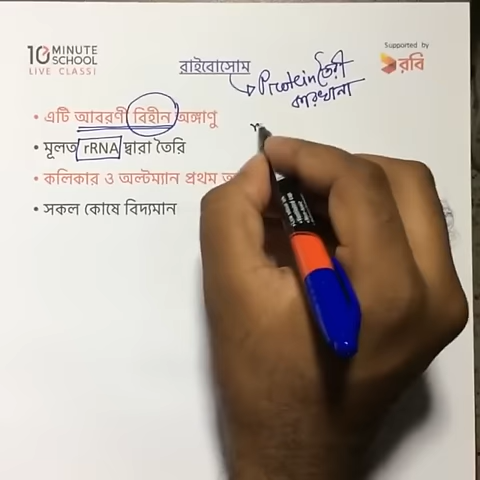 10 MINUTE SCHOOL
LIVE CLASS!
Supported by
রবি
রাইবোসোম
Protein তৈরী
কারখানা
• এটি আবরণী বিহীন অঙ্গাণু
• মূলত rRNA দ্বারা তৈরি
• কলিকার ও অল্টম্যান প্রথম
• সকল কোষে বিদ্যমান
r